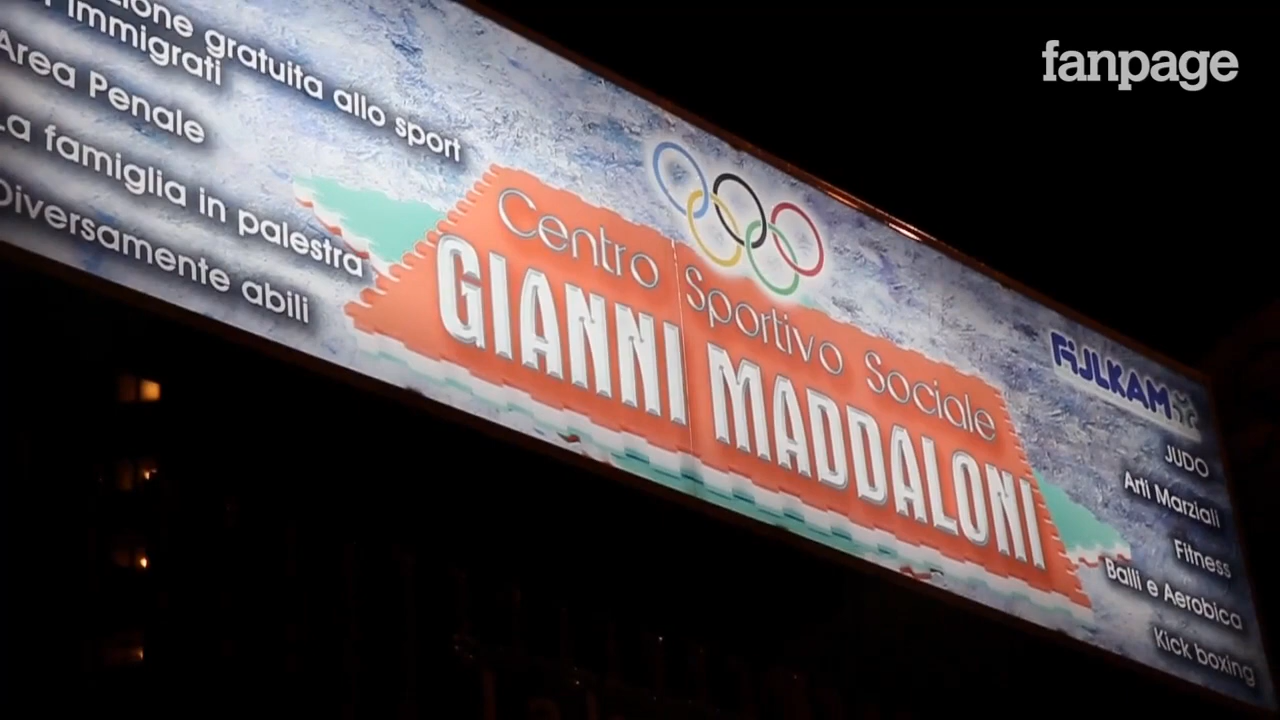 fanpage
gratuita allo sport
immigrati
Area Penale
La famiglia in palestra
Diversamente abili
Centro Sportivo Sociale
GIANNI MADDALONI
FIJLKAM
JUDO
Arti Marziali
Fitness
Balli e Aerobica
Kick boxing